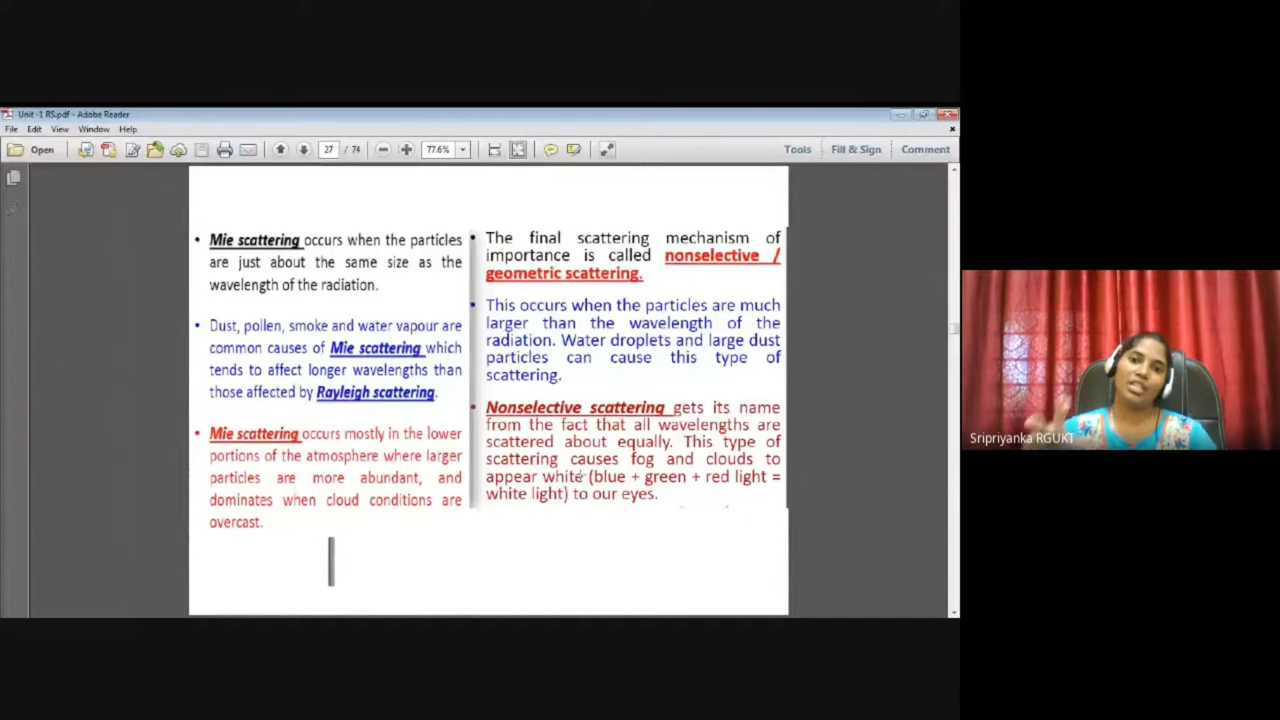 Unit -1 RS.pdf - Adobe Reader
File Edit View Window Help
Open 27 / 74 77.6% Tools Fill & Sign Comment
• Mie scattering occurs when the particles
are just about the same size as the
wavelength of the radiation.
• Dust, pollen, smoke and water vapour are
common causes of Mie scattering which
tends to affect longer wavelengths than
those affected by Rayleigh scattering.
• Mie scattering occurs mostly in the lower
portions of the atmosphere where larger
particles are more abundant, and
dominates when cloud conditions are
overcast.
• The final scattering mechanism of
importance is called nonselective /
geometric scattering.
• This occurs when the particles are much
larger than the wavelength of the
radiation. Water droplets and large dust
particles can cause this type of
scattering.
• Nonselective scattering gets its name
from the fact that all wavelengths are
scattered about equally. This type of
scattering causes fog and clouds to
appear white (blue + green + red light =
white light) to our eyes.
Sripriyanka RGUKT